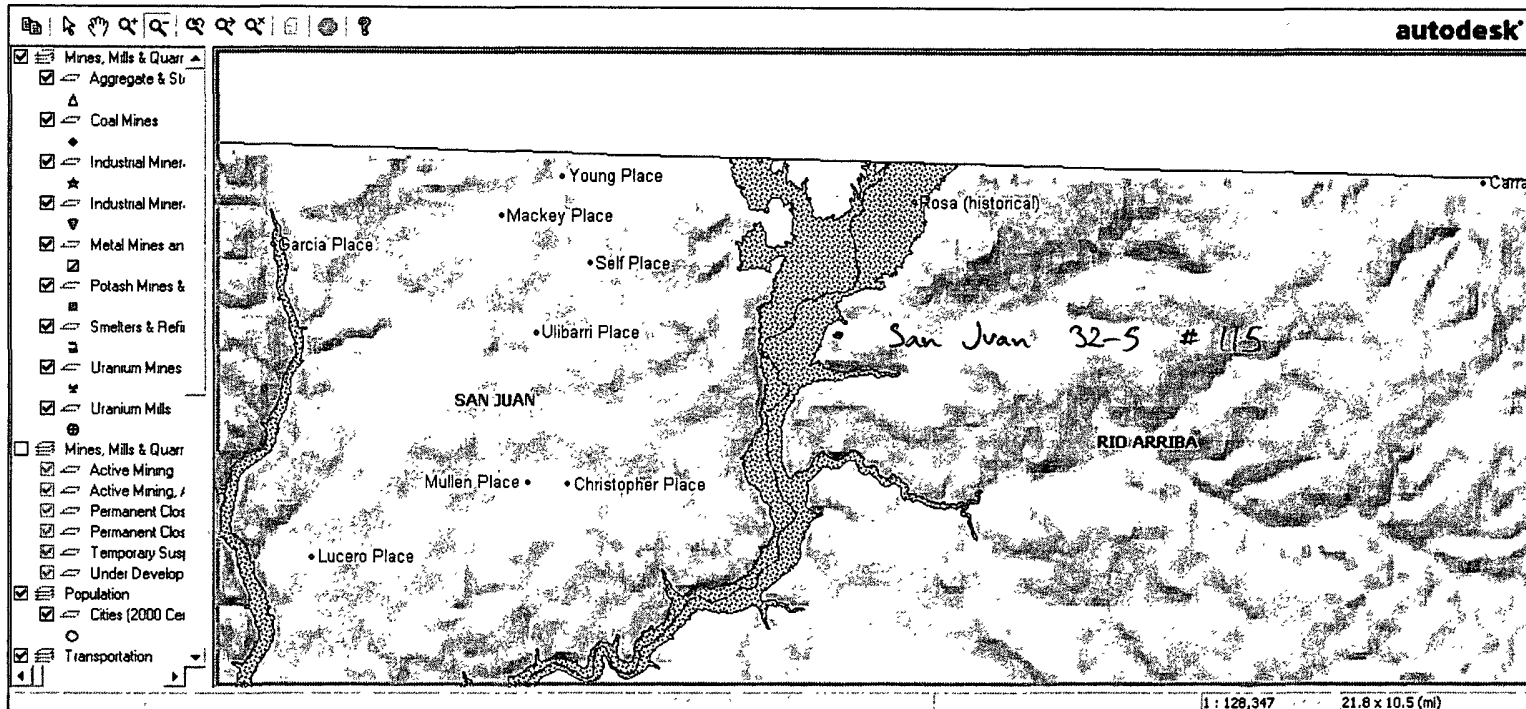 autodesk
Mines, Mills & Quarr
Aggregate & St
Coal Mines
Industrial Miner
Industrial Miner
Metal Mines an
Potash Mines &
Smelters & Refi
Uranium Mines
Uranium Mills
Mines, Mills & Quarr
Active Mining
Active Mining,
Permanent Clos
Permanent Clos
Temporary Susp
Under Develop
Population
Cities (2000 Cen
Transportation
Young Place
Carra
Mackey Place
Rosa (historical)
Garcia Place
Self Place
Ulibarri Place
San Juan 32-5 # 115
SAN JUAN
RIO ARRIBA
Mullen Place
Christopher Place
Lucero Place
1 : 128,347
21.8 x 10.5 (mi)